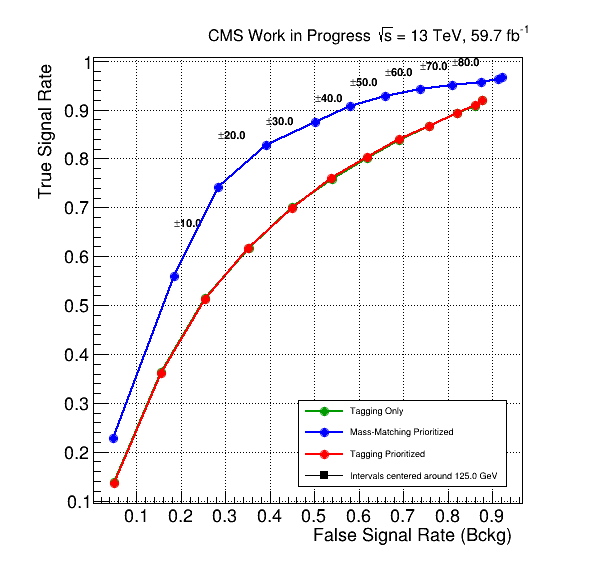 CMS Work in Progress √s = 13 TeV, 59.7 fb⁻¹
True Signal Rate
1
0.9
0.8
0.7
0.6
0.5
0.4
0.3
0.2
0.1
±10.0
±20.0
±30.0
±40.0
±50.0
±60.0
±70.0
±80.0
Tagging Only
Mass-Matching Prioritized
Tagging Prioritized
Intervals centered around 125.0 GeV
0.1 0.2 0.3 0.4 0.5 0.6 0.7 0.8 0.9
False Signal Rate (Bckg)